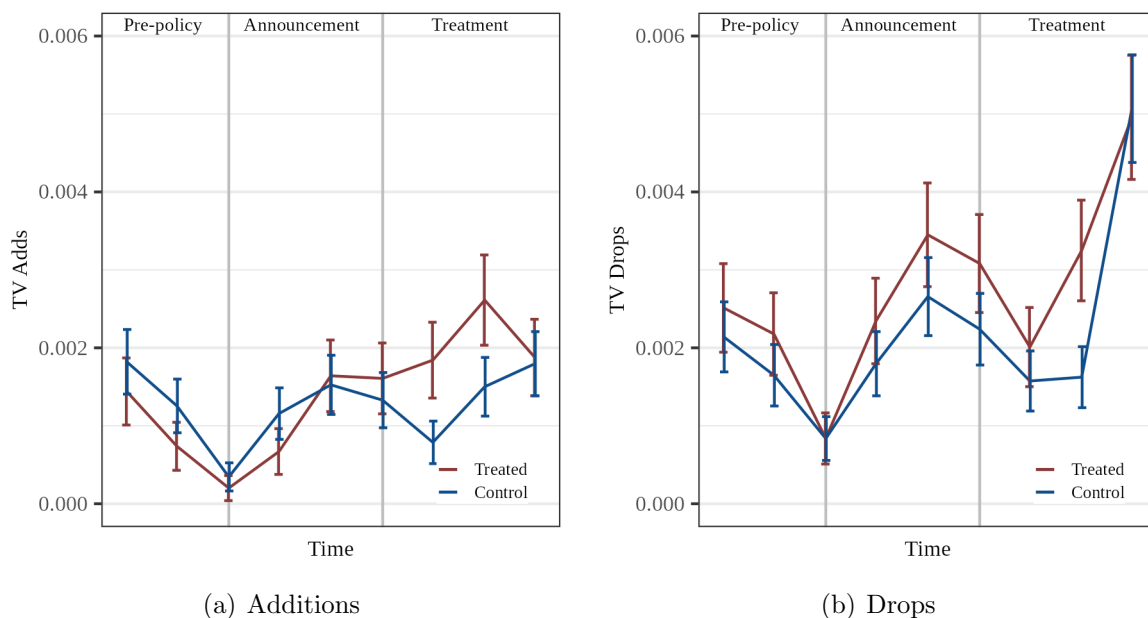 Pre-policy Announcement Treatment
0.006
0.004
0.002
0.000
TV Adds
Treated
Control
Time
(a) Additions
Pre-policy Announcement Treatment
0.006
0.004
0.002
0.000
TV Drops
Treated
Control
Time
(b) Drops